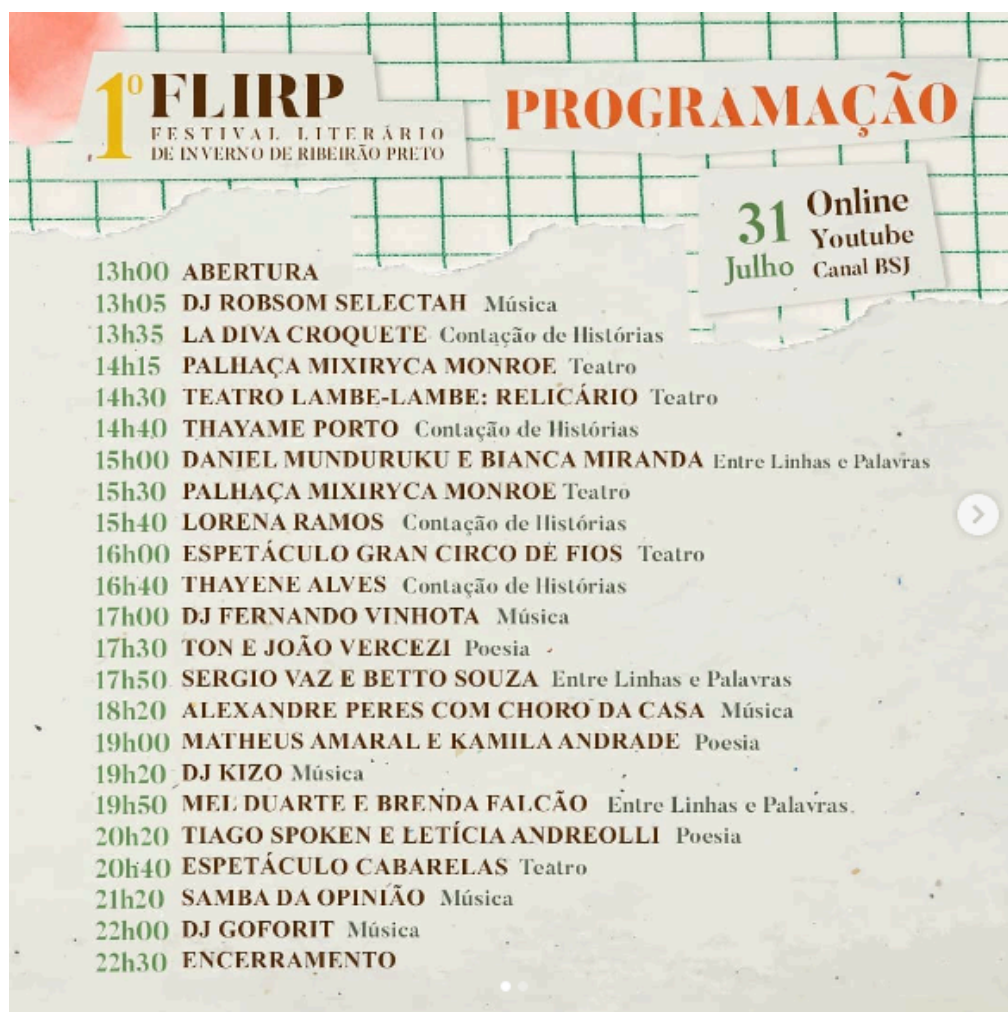 1º FLIRP
FESTIVAL LITERÁRIO
DE INVERNO DE RIBEIRÃO PRETO
PROGRAMAÇÃO
31 Julho
Online
Youtube
Canal BSJ
13h00 ABERTURA
13h05 DJ ROBSOM SELECTAH Música
13h35 LA DIVA CROQUETE Contação de Histórias
14h15 PALHAÇA MIXIRYCA MONROE Teatro
14h30 TEATRO LAMBE-LAMBE: RELICÁRIO Teatro
14h40 THAYAME PORTO Contação de Histórias
15h00 DANIEL MUNDURUKU E BIANCA MIRANDA Entre Linhas e Palavras
15h30 PALHAÇA MIXIRYCA MONROE Teatro
15h40 LORENA RAMOS Contação de Histórias
16h00 ESPETÁCULO GRAN CIRCO DE FIOS Teatro
16h40 THAYENE ALVES Contação de Histórias
17h00 DJ FERNANDO VINHOTA Música
17h30 TON E JOÃO VERCEZI Poesia
17h50 SERGIO VAZ E BETTO SOUZA Entre Linhas e Palavras
18h20 ALEXANDRE PERES COM CHORO DA CASA Música
19h00 MATHEUS AMARAL E KAMILA ANDRADE Poesia
19h20 DJ KIZO Música
19h50 MEL DUARTE E BRENDA FALCÃO Entre Linhas e Palavras
20h20 TIAGO SPOKEN E LETÍCIA ANDREOLLI Poesia
20h40 ESPETÁCULO CABARELAS Teatro
21h20 SAMBA DA OPINIÃO Música
22h00 DJ GOFORIT Música
22h30 ENCERRAMENTO